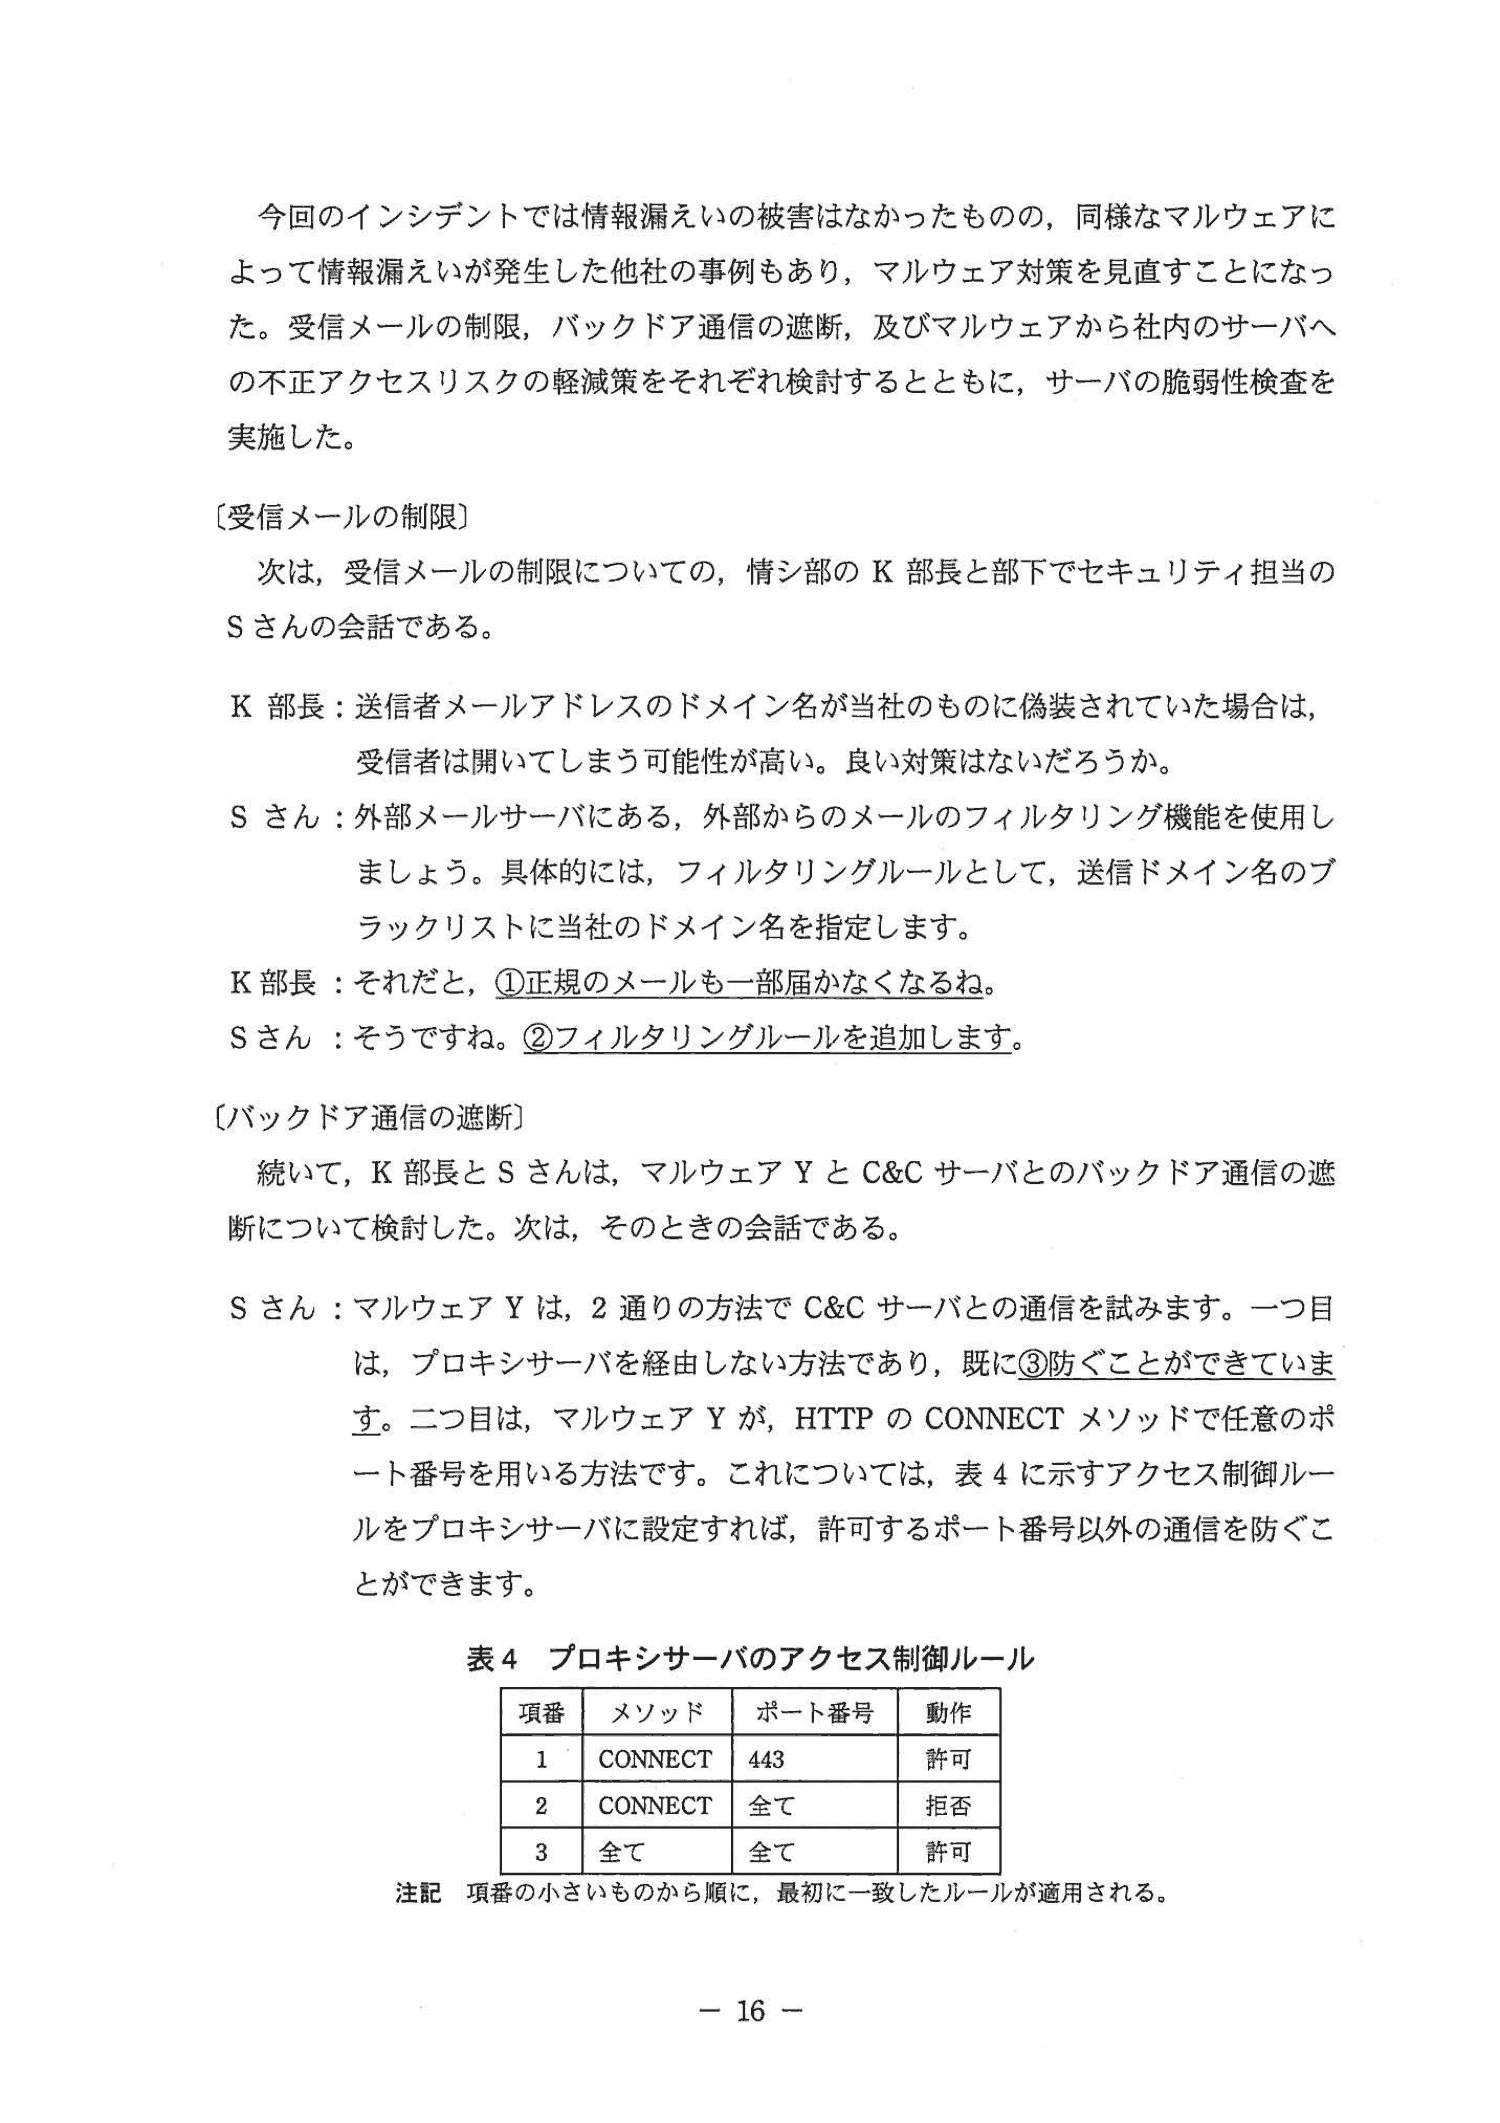 今回のインシデントでは情報漏えいの被害はなかったものの，同様なマルウェアに
よって情報漏えいが発生した他社の事例もあり，マルウェア対策を見直すことになっ
た。受信メールの制限，バックドア通信の遮断，及びマルウェアから社内のサーバへ
の不正アクセスリスクの軽減策をそれぞれ検討するとともに，サーバの脆弱性検査を
実施した。
〔受信メールの制限〕
次は，受信メールの制限についての，情シ部の K 部長と部下でセキュリティ担当の
S さんの会話である。
K 部長：送信者メールアドレスのドメイン名が当社のものに偽装されていた場合は，
受信者は開いてしまう可能性が高い。良い対策はないだろうか。
S さん：外部メールサーバにある，外部からのメールのフィルタリング機能を使用し
ましょう。具体的には，フィルタリングルールとして，送信ドメイン名のブ
ラックリストに当社のドメイン名を指定します。
K 部長：それだと，①正規のメールも一部届かなくなるね。
S さん：そうですね。②フィルタリングルールを追加します。
〔バックドア通信の遮断〕
続いて，K 部長と S さんは，マルウェア Y と C&C サーバとのバックドア通信の遮
断について検討した。次は，そのときの会話である。
S さん：マルウェア Y は，2 通りの方法で C&C サーバとの通信を試みます。一つ目
は，プロキシサーバを経由しない方法であり，既に③防ぐことができていま
す。二つ目は，マルウェア Y が，HTTP の CONNECT メソッドで任意のポ
ート番号を用いる方法です。これについては，表 4 に示すアクセス制御ルー
ルをプロキシサーバに設定すれば，許可するポート番号以外の通信を防ぐこ
とができます。
表 4　プロキシサーバのアクセス制御ルール
項番 メソッド ポート番号 動作
1 CONNECT 443 許可
2 CONNECT 全て 拒否
3 全て 全て 許可
注記　項番の小さいものから順に，最初に一致したルールが適用される。
－ 16 －